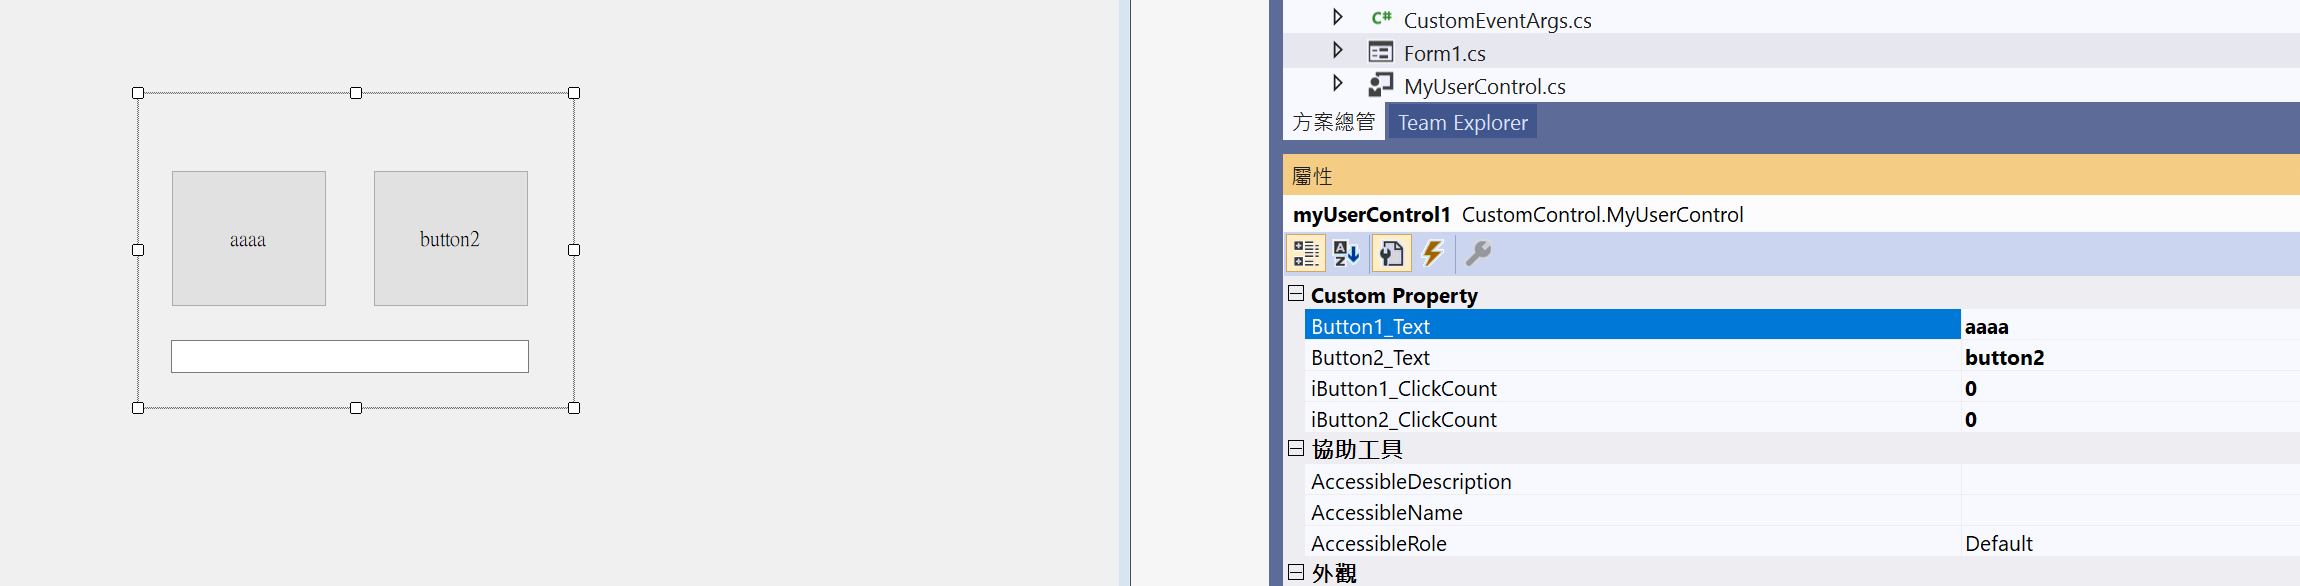 aaaa
button2
C# CustomEventArgs.cs
Form1.cs
MyUserControl.cs
方案總管 Team Explorer
屬性
myUserControl1 CustomControl.MyUserControl
Custom Property
Button1_Text aaaa
Button2_Text button2
iButton1_ClickCount 0
iButton2_ClickCount 0
協助工具
AccessibleDescription
AccessibleName
AccessibleRole Default
外觀